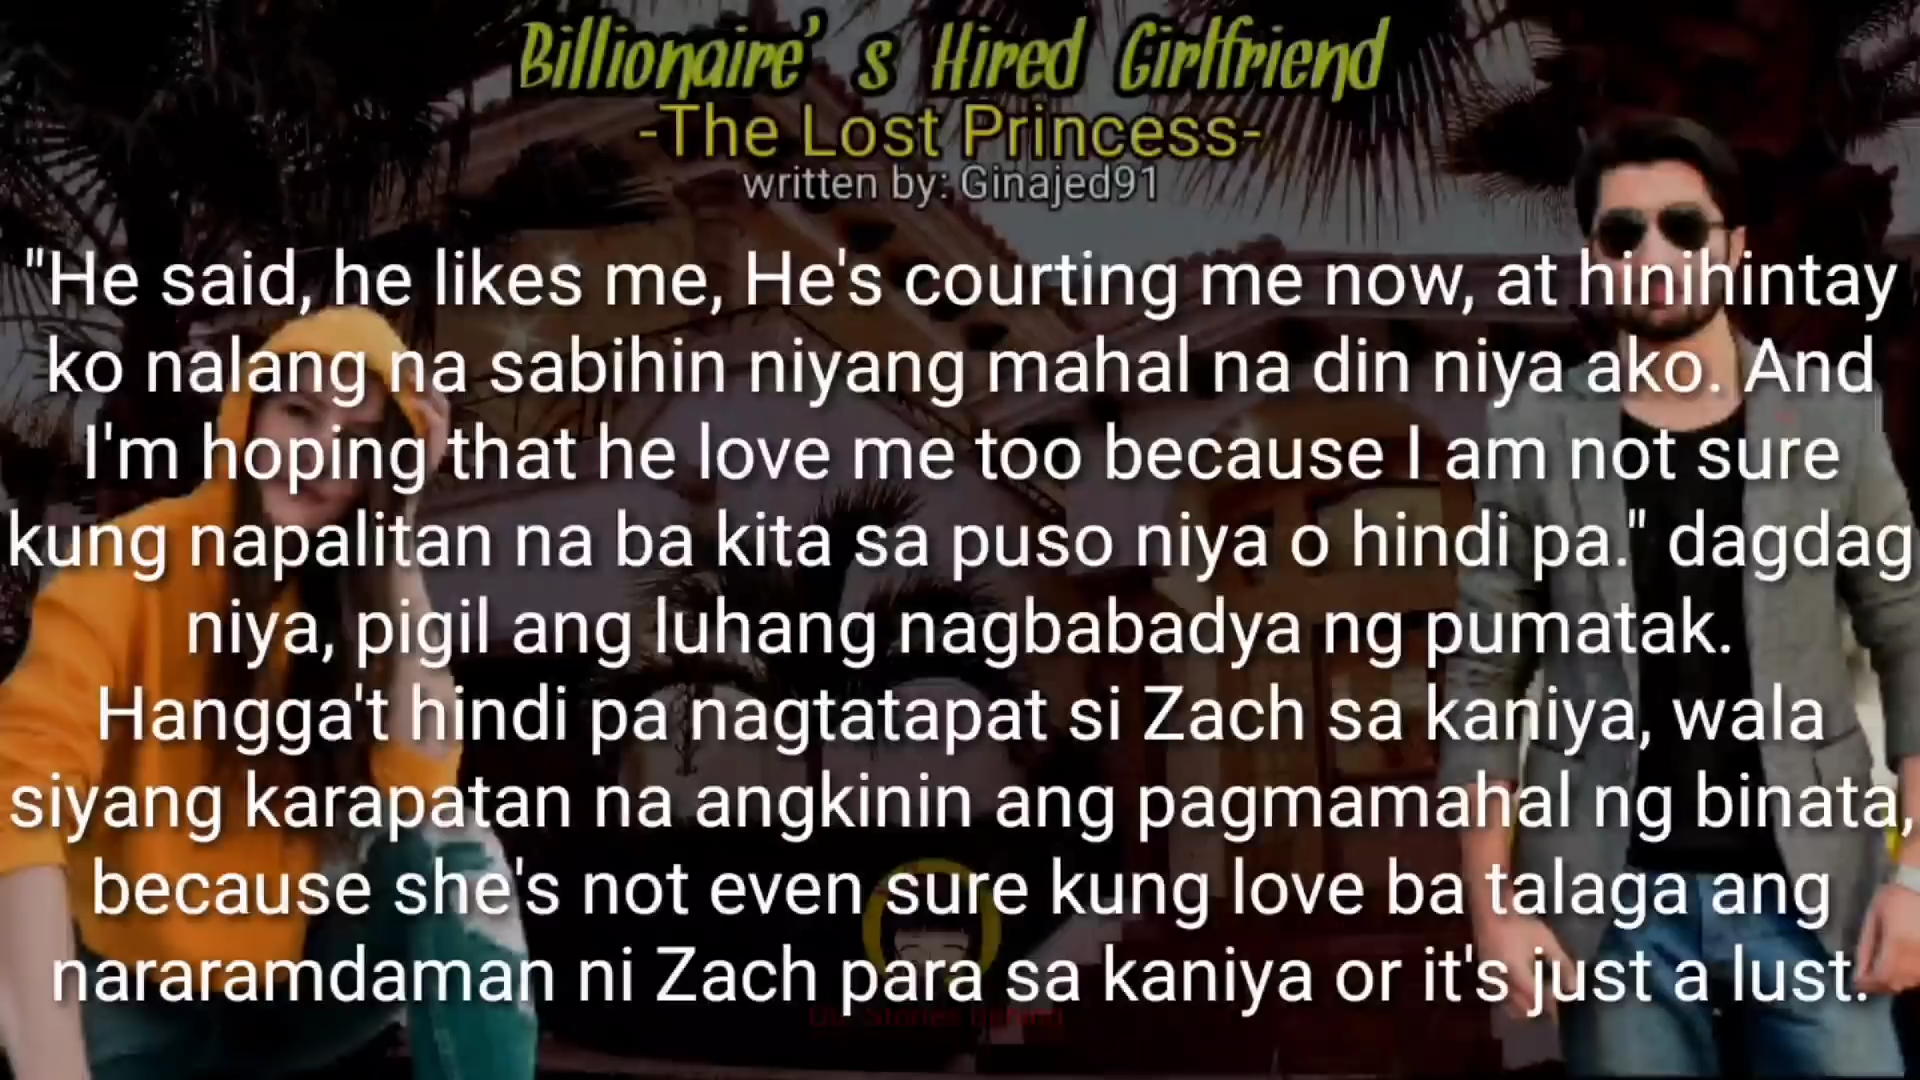 Billionaire' s Hired Girlfriend
-The Lost Princess-
written by: Ginajed91
"He said, he likes me, He's courting me now, at hinihintay
ko nalang na sabihin niyang mahal na din niya ako. And
I'm hoping that he love me too because I am not sure
kung napalitan na ba kita sa puso niya o hindi pa." dagdag
niya, pigil ang luhang nagbabadya ng pumatak.
Hangga't hindi pa nagtatapat si Zach sa kaniya, wala
siyang karapatan na angkinin ang pagmamahal ng binata,
because she's not even sure kung love ba talaga ang
nararamdaman ni Zach para sa kaniya or it's just a lust.
Stories Behind